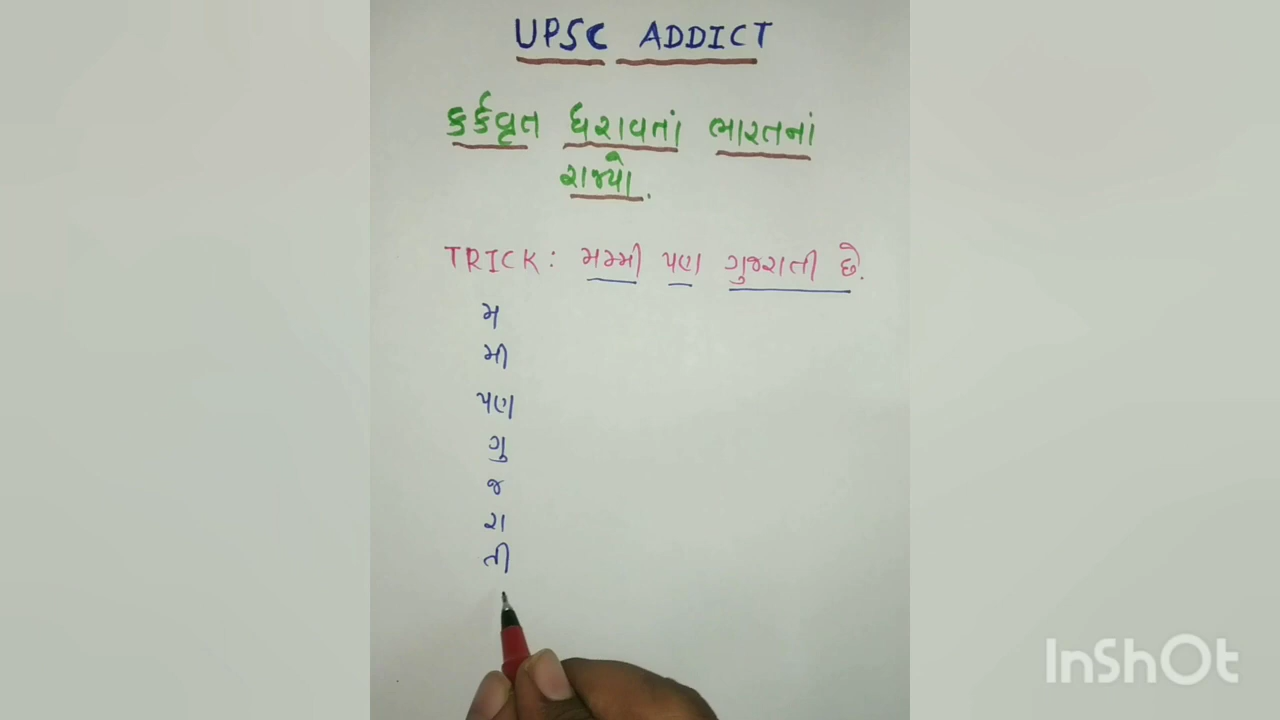 UPSC ADDICT
કર્કવૃત ધરાવતાં ભારતનાં
રાજ્યો.
TRICK: મમ્મી પણ ગુજરાતી છે.
મ
મી
પણ
ગુ
જ
રા
તી
InShOt